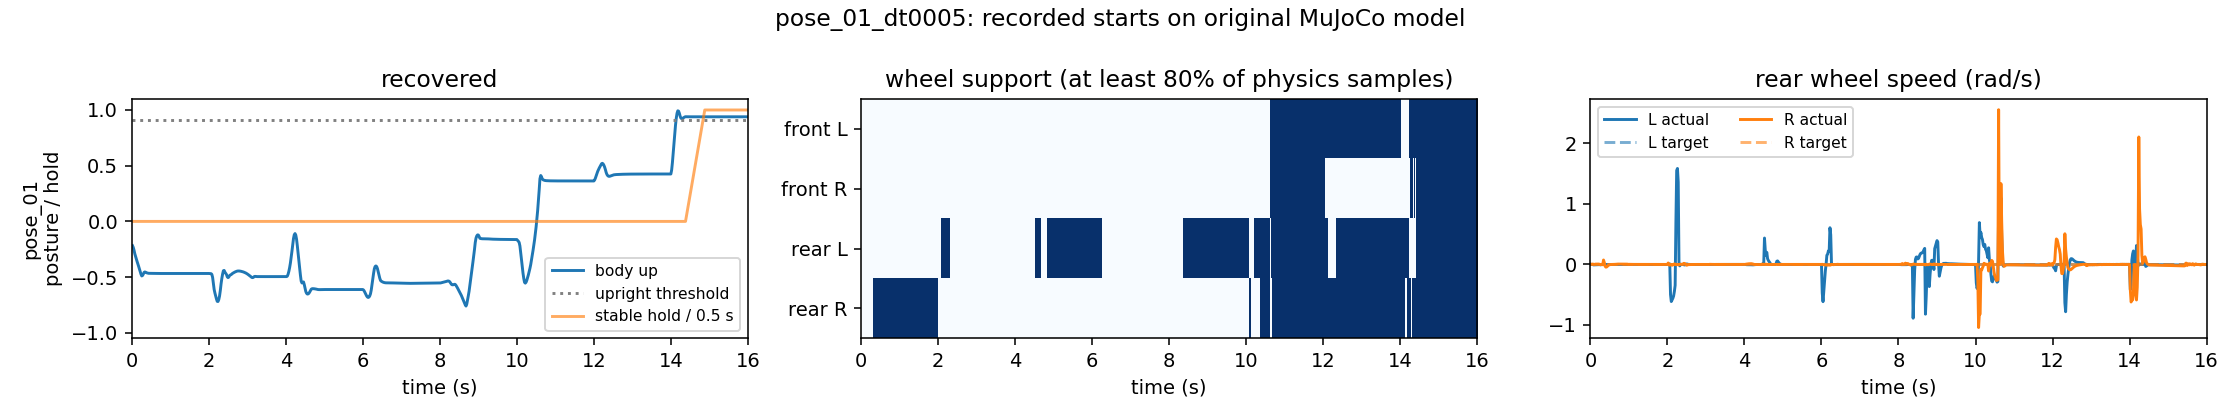 pose_01_dt0005: recorded starts on original MuJoCo model
recovered
pose_01
posture / hold
1.0
0.5
0.0
−0.5
−1.0
body up
upright threshold
stable hold / 0.5 s
0 2 4 6 8 10 12 14 16
time (s)
wheel support (at least 80% of physics samples)
front L
front R
rear L
rear R
0 2 4 6 8 10 12 14 16
time (s)
rear wheel speed (rad/s)
L actual
L target
R actual
R target
2
1
0
−1
0 2 4 6 8 10 12 14 16
time (s)